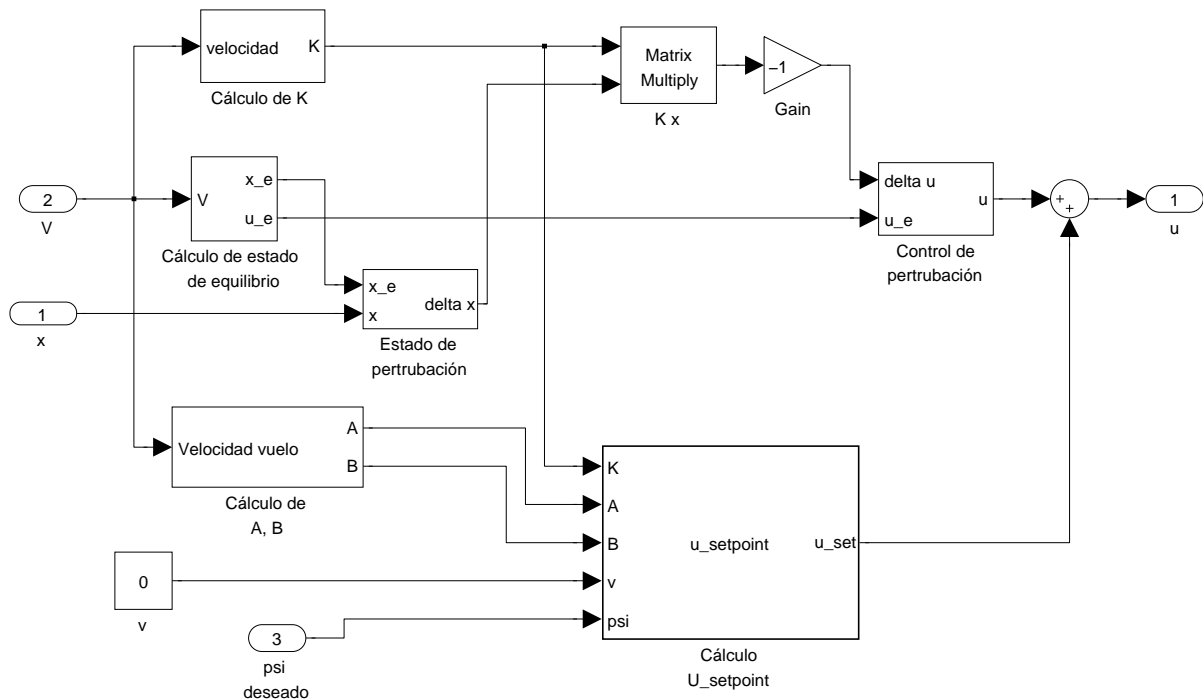 velocidad
K
Cálculo de K
Matrix
Multiply
K x
−1
Gain
2
V
V
x_e
u_e
Cálculo de estado
de equilibrio
delta u
u_e
u
Control de
pertrubación
+
+
1
u
1
x
x_e
x
delta x
Estado de
pertrubación
Velocidad vuelo
A
B
Cálculo de
A, B
0
v
3
psi
deseado
K
A
B
v
psi
u_setpoint
u_set
Cálculo
U_setpoint